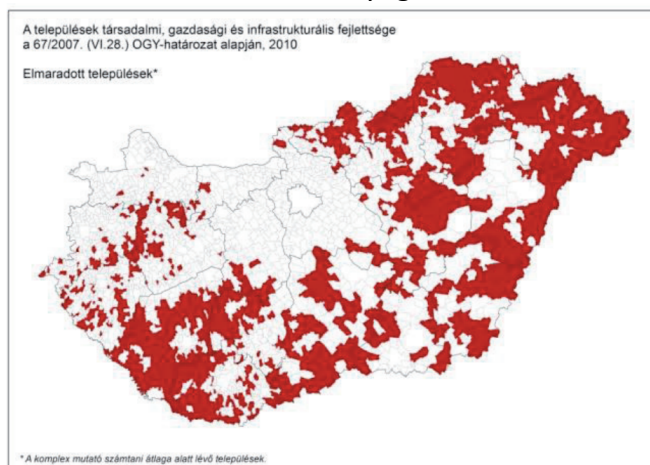 A települések társadalmi, gazdasági és infrastrukturális fejlettsége
a 67/2007. (VI.28.) OGY-határozat alapján, 2010
Elmaradott települések*
* A komplex mutató számtani átlaga alatt lévő települések.